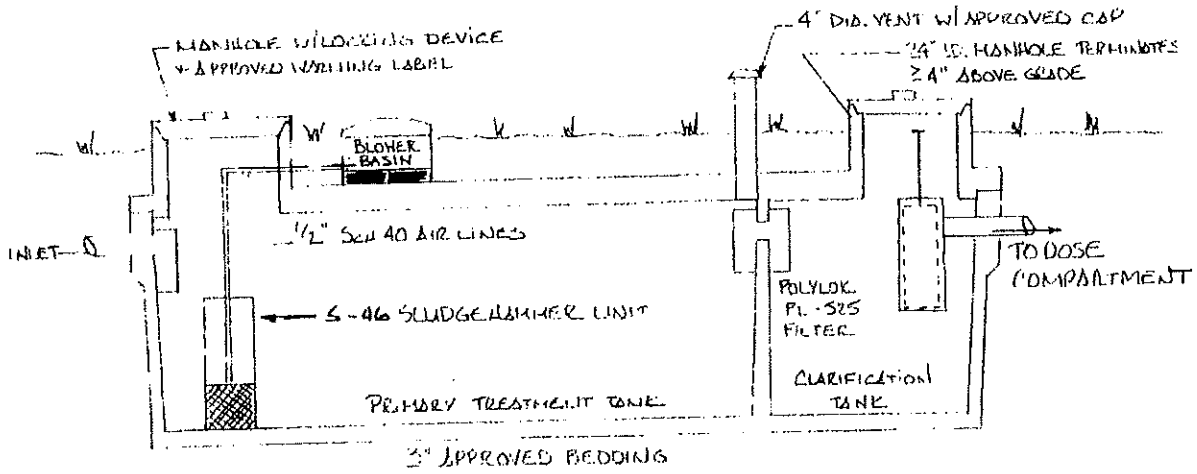 4" DIA. VENT W/ APPROVED CAP
MANHOLE W/LOCKING DEVICE
& APPROVED WARNING LABEL
24" I.D. MANHOLE TERMINATES
≥4" ABOVE GRADE
BLOWER
BASIN
1/2" SCH 40 AIR LINES
INLET
TO DOSE
COMPARTMENT
POLYLOK
PL-525
FILTER
S-46 SLUDGEHAMMER UNIT
CLARIFICATION
TANK
PRIMARY TREATMENT TANK
3" APPROVED BEDDING